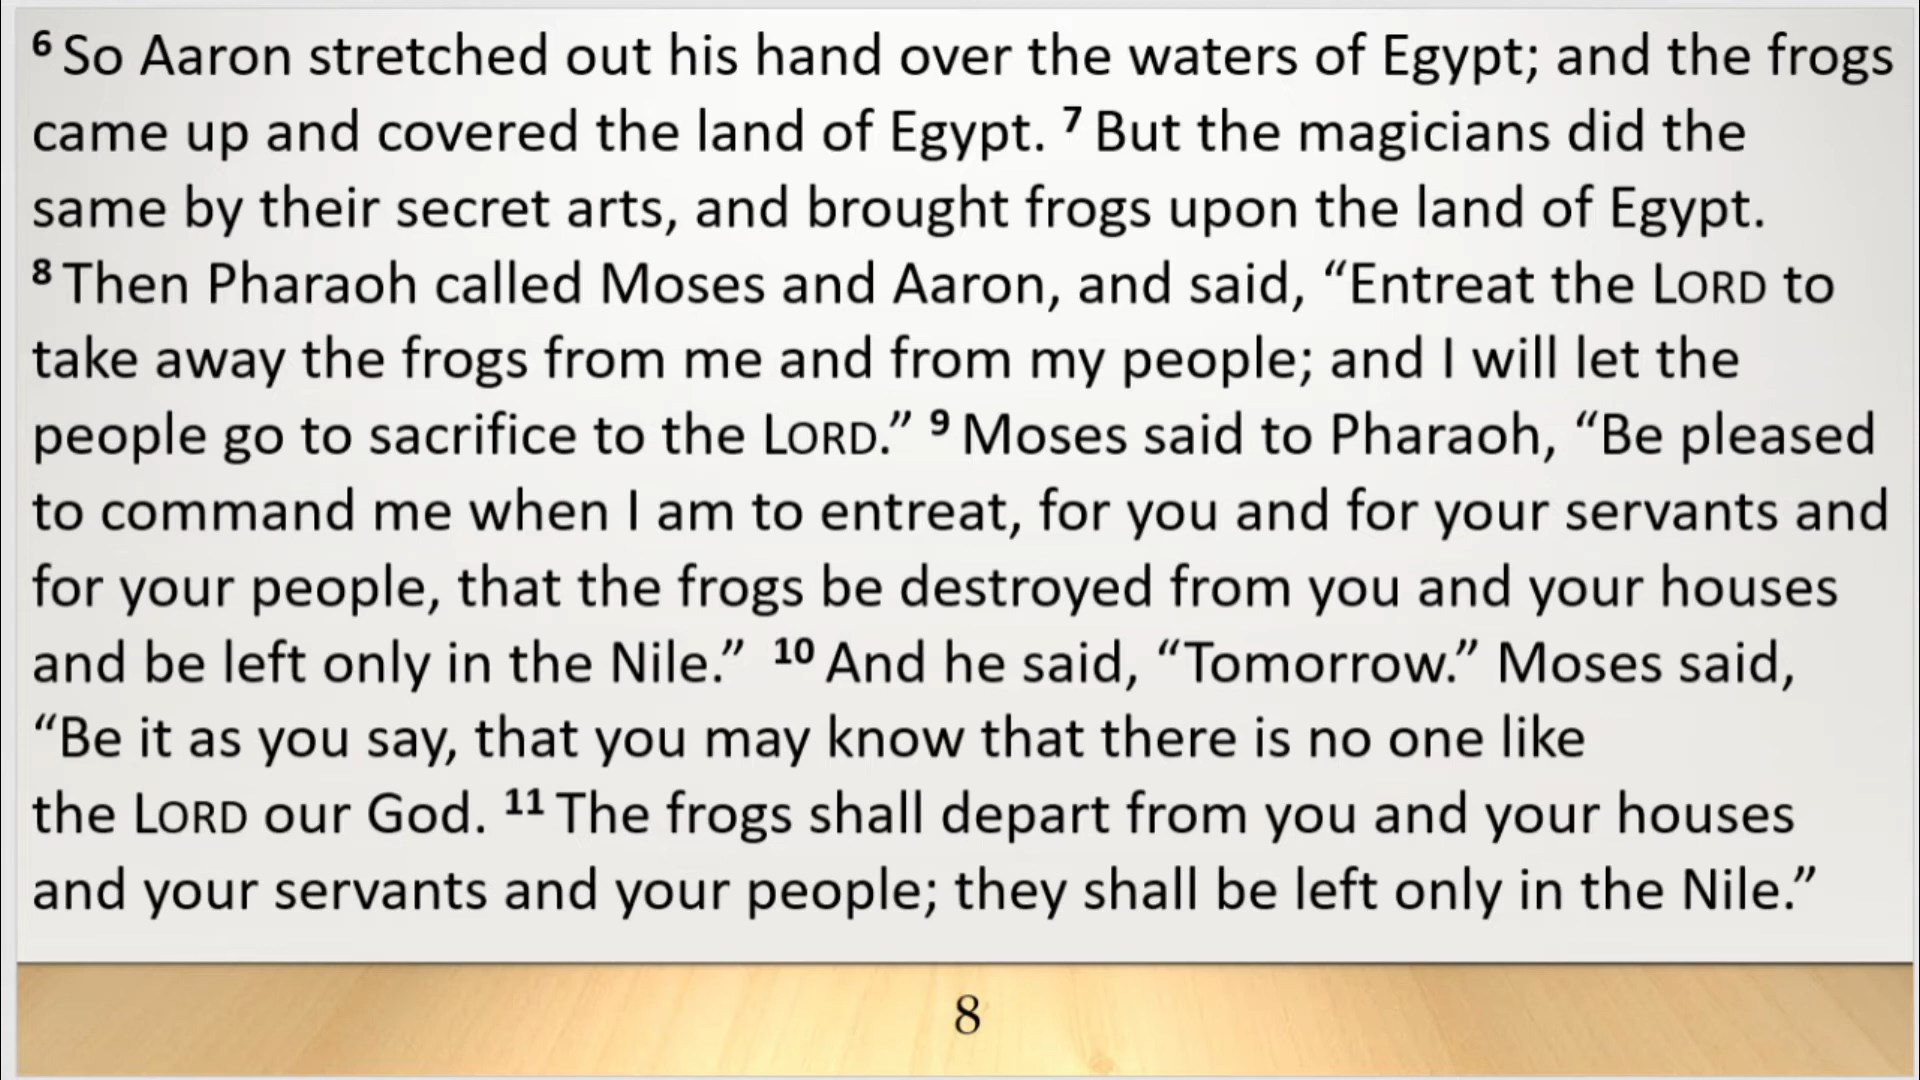 6 So Aaron stretched out his hand over the waters of Egypt; and the frogs
came up and covered the land of Egypt. 7 But the magicians did the
same by their secret arts, and brought frogs upon the land of Egypt.
8 Then Pharaoh called Moses and Aaron, and said, “Entreat the LORD to
take away the frogs from me and from my people; and I will let the
people go to sacrifice to the LORD.” 9 Moses said to Pharaoh, “Be pleased
to command me when I am to entreat, for you and for your servants and
for your people, that the frogs be destroyed from you and your houses
and be left only in the Nile.” 10 And he said, “Tomorrow.” Moses said,
“Be it as you say, that you may know that there is no one like
the LORD our God. 11 The frogs shall depart from you and your houses
and your servants and your people; they shall be left only in the Nile.”
8